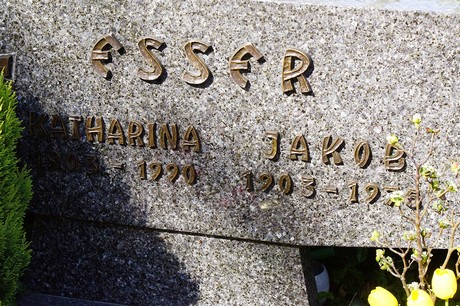 ESSER
KATHARINA JAKOB
1990 1903-